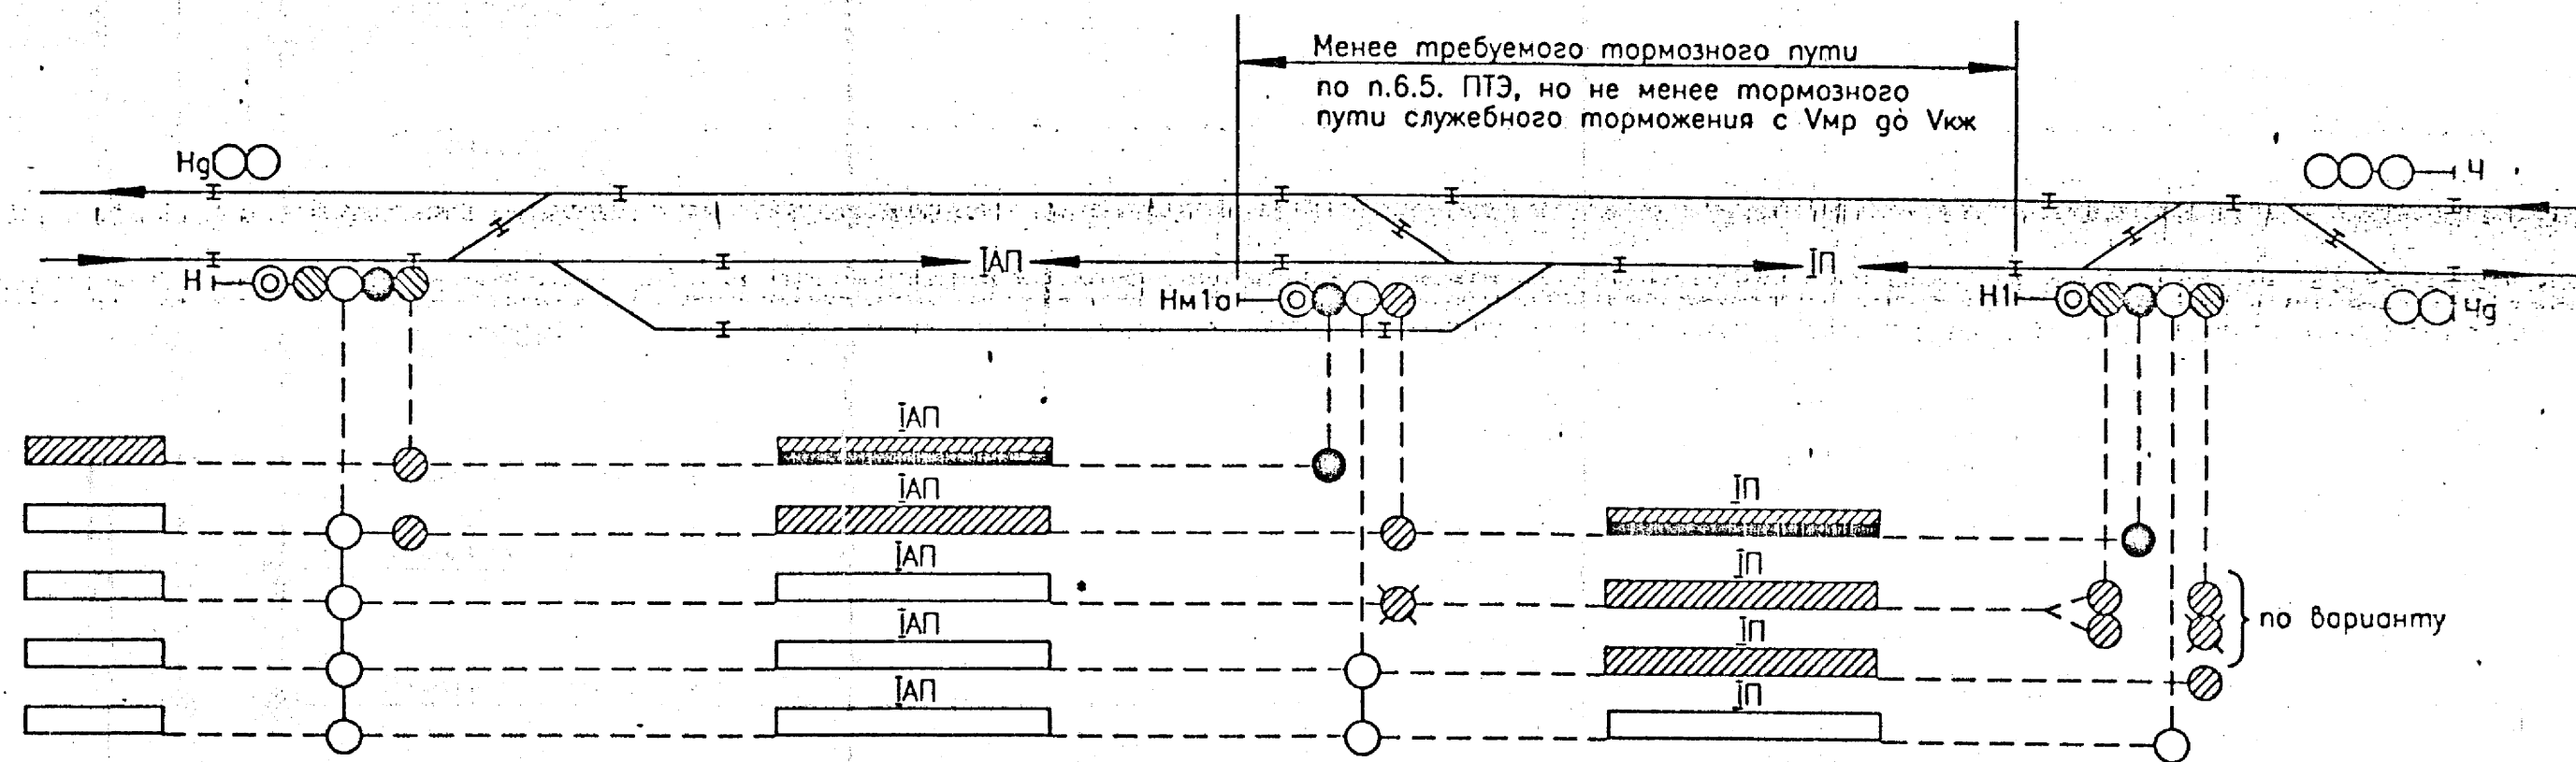 Менее требуемого тормозного пути
по п.6.5. ПТЭ, но не менее тормозного
пути служебного торможения с Vмр до Vкж
Нд
Ч
IАП
IП
Н
Нм1а
Н1
Чд
IАП
IАП
IП
IАП
IП
по варианту
IАП
IП
IАП
IП